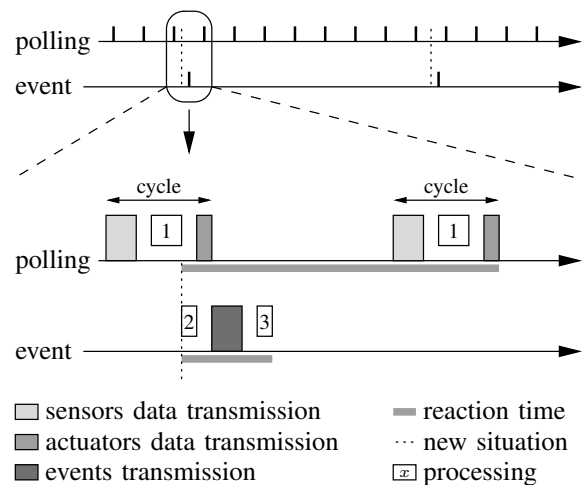 polling
event
cycle
cycle
1
1
polling
2
3
event
sensors data transmission
reaction time
actuators data transmission
new situation
events transmission
x processing